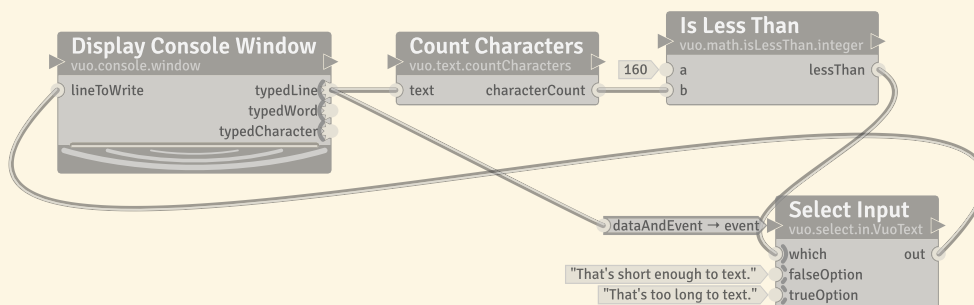 Display Console Window
vuo.console.window
lineToWrite
typedLine
typedWord
typedCharacter
Count Characters
vuo.text.countCharacters
text
characterCount
Is Less Than
vuo.math.isLessThan.integer
160
a
lessThan
b
dataAndEvent → event
Select Input
vuo.select.in.VuoText
which
out
"That's short enough to text."
falseOption
"That's too long to text."
trueOption